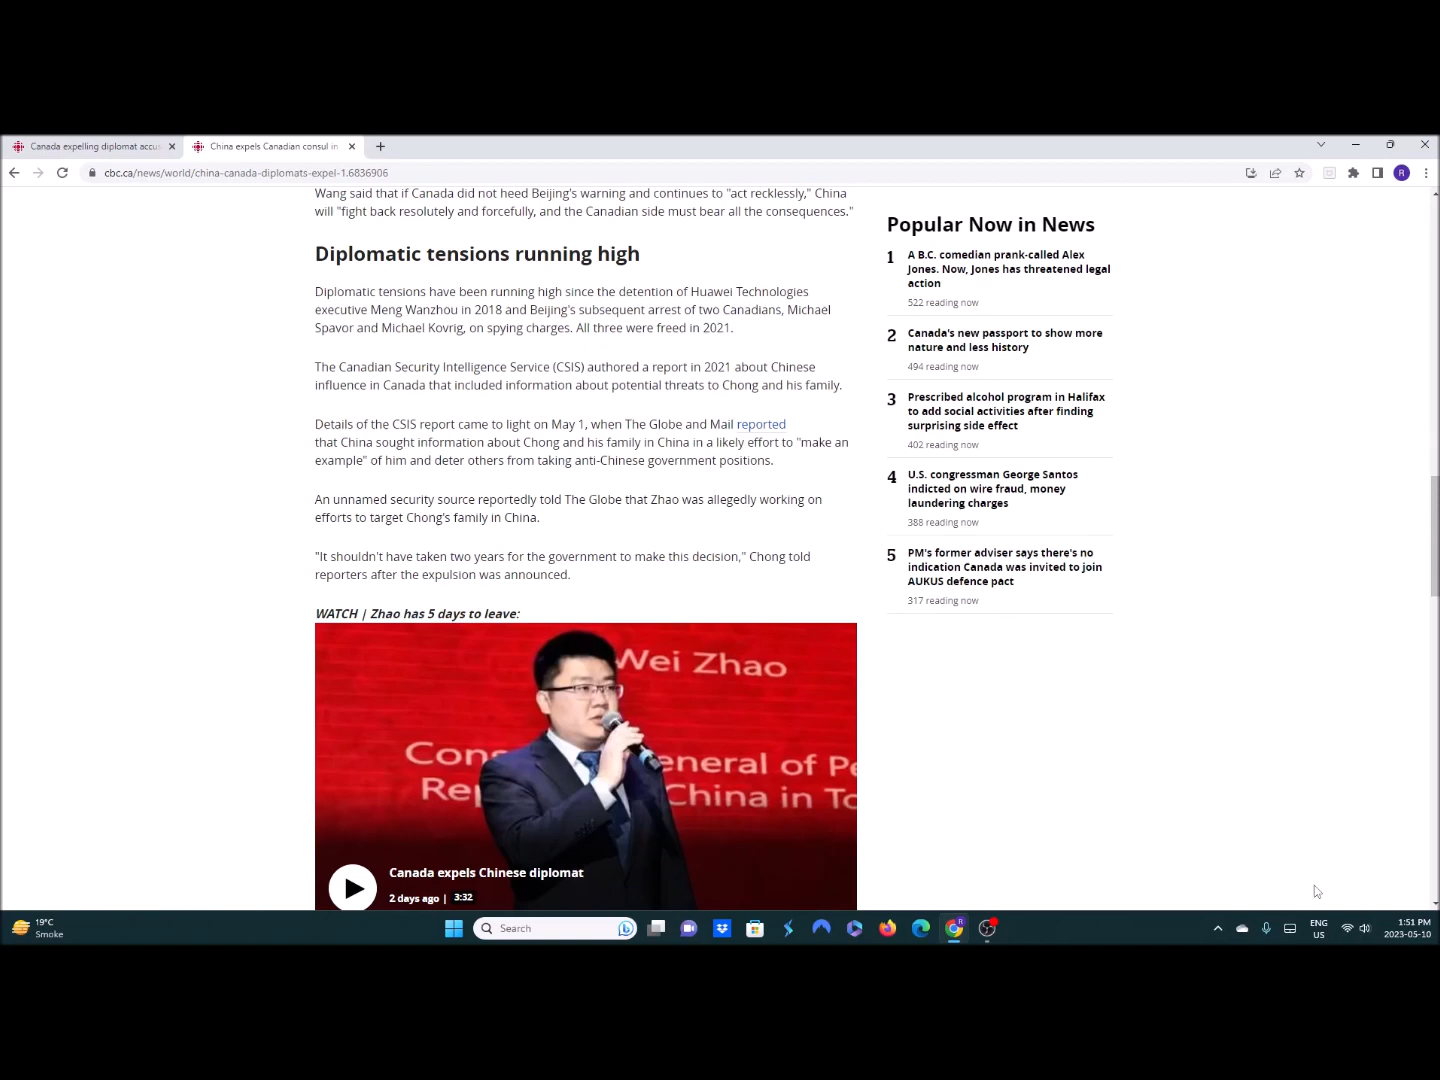 Canada expelling diplomat accus
China expels Canadian consul in
cbc.ca/news/world/china-canada-diplomats-expel-1.6836906
R
Wang said that if Canada did not heed Beijing's warning and continues to "act recklessly," China
will "fight back resolutely and forcefully, and the Canadian side must bear all the consequences."
Diplomatic tensions running high
Diplomatic tensions have been running high since the detention of Huawei Technologies
executive Meng Wanzhou in 2018 and Beijing's subsequent arrest of two Canadians, Michael
Spavor and Michael Kovrig, on spying charges. All three were freed in 2021.
The Canadian Security Intelligence Service (CSIS) authored a report in 2021 about Chinese
influence in Canada that included information about potential threats to Chong and his family.
Details of the CSIS report came to light on May 1, when The Globe and Mail reported
that China sought information about Chong and his family in China in a likely effort to "make an
example" of him and deter others from taking anti-Chinese government positions.
An unnamed security source reportedly told The Globe that Zhao was allegedly working on
efforts to target Chong's family in China.
"It shouldn't have taken two years for the government to make this decision," Chong told
reporters after the expulsion was announced.
WATCH | Zhao has 5 days to leave:
Wei Zhao
Cons eneral of Pe
Rep China in To
Canada expels Chinese diplomat
2 days ago | 3:32
Popular Now in News
1 A B.C. comedian prank-called Alex
Jones. Now, Jones has threatened legal
action
522 reading now
2 Canada's new passport to show more
nature and less history
494 reading now
3 Prescribed alcohol program in Halifax
to add social activities after finding
surprising side effect
402 reading now
4 U.S. congressman George Santos
indicted on wire fraud, money
laundering charges
388 reading now
5 PM's former adviser says there's no
indication Canada was invited to join
AUKUS defence pact
317 reading now
19°C
Smoke
Search
ENG
US
1:51 PM
2023-05-10